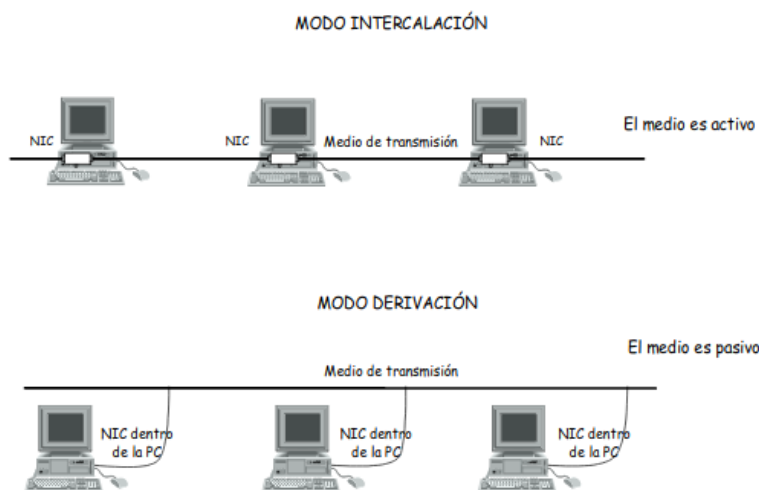 MODO INTERCALACIÓN
El medio es activo
NIC
NIC
Medio de transmisión
NIC
MODO DERIVACIÓN
El medio es pasivo
Medio de transmisión
NIC dentro
de la PC
NIC dentro
de la PC
NIC dentro
de la PC